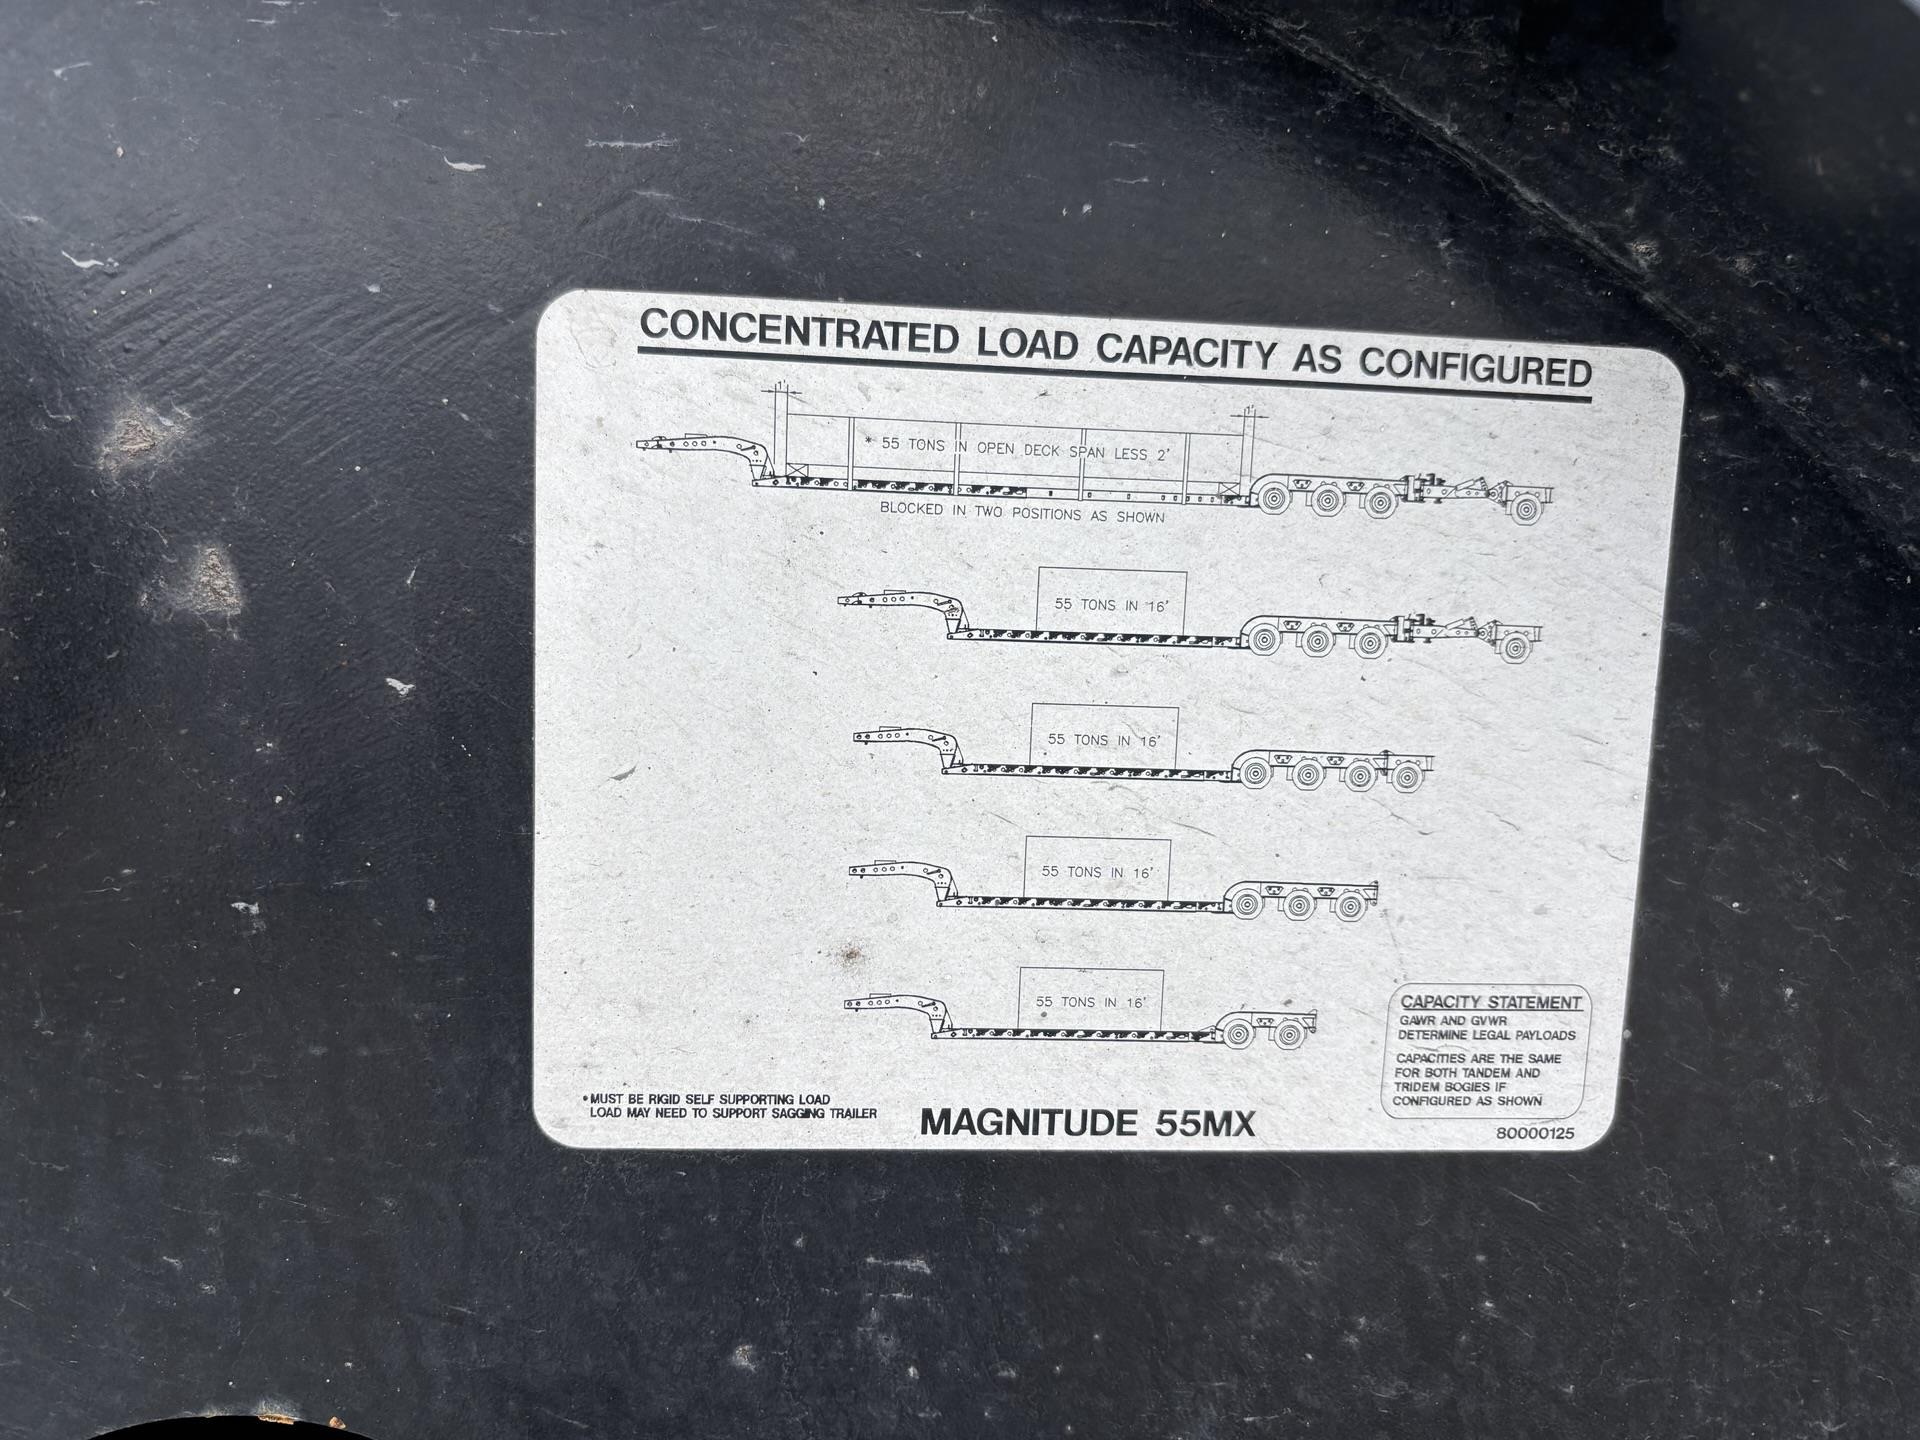 CONCENTRATED LOAD CAPACITY AS CONFIGURED
1' 1'
* 55 TONS IN OPEN DECK SPAN LESS 2'
BLOCKED IN TWO POSITIONS AS SHOWN
55 TONS IN 16'
55 TONS IN 16'
55 TONS IN 16'
55 TONS IN 16'
CAPACITY STATEMENT
GAWR AND GVWR
DETERMINE LEGAL PAYLOADS
CAPACITIES ARE THE SAME
FOR BOTH TANDEM AND
TRIDEM BOGIES IF
CONFIGURED AS SHOWN
* MUST BE RIGID SELF SUPPORTING LOAD
LOAD MAY NEED TO SUPPORT SAGGING TRAILER
MAGNITUDE 55MX
80000125